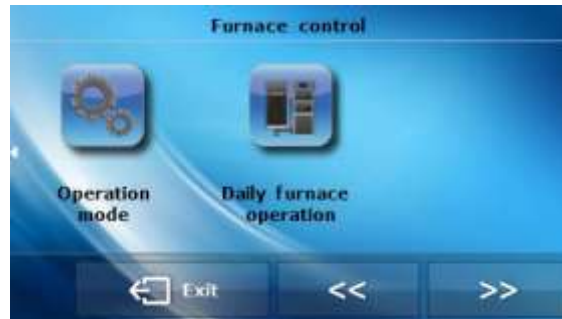 Furnace control
Operation
mode
Daily furnace
operation
Exit
<<
>>